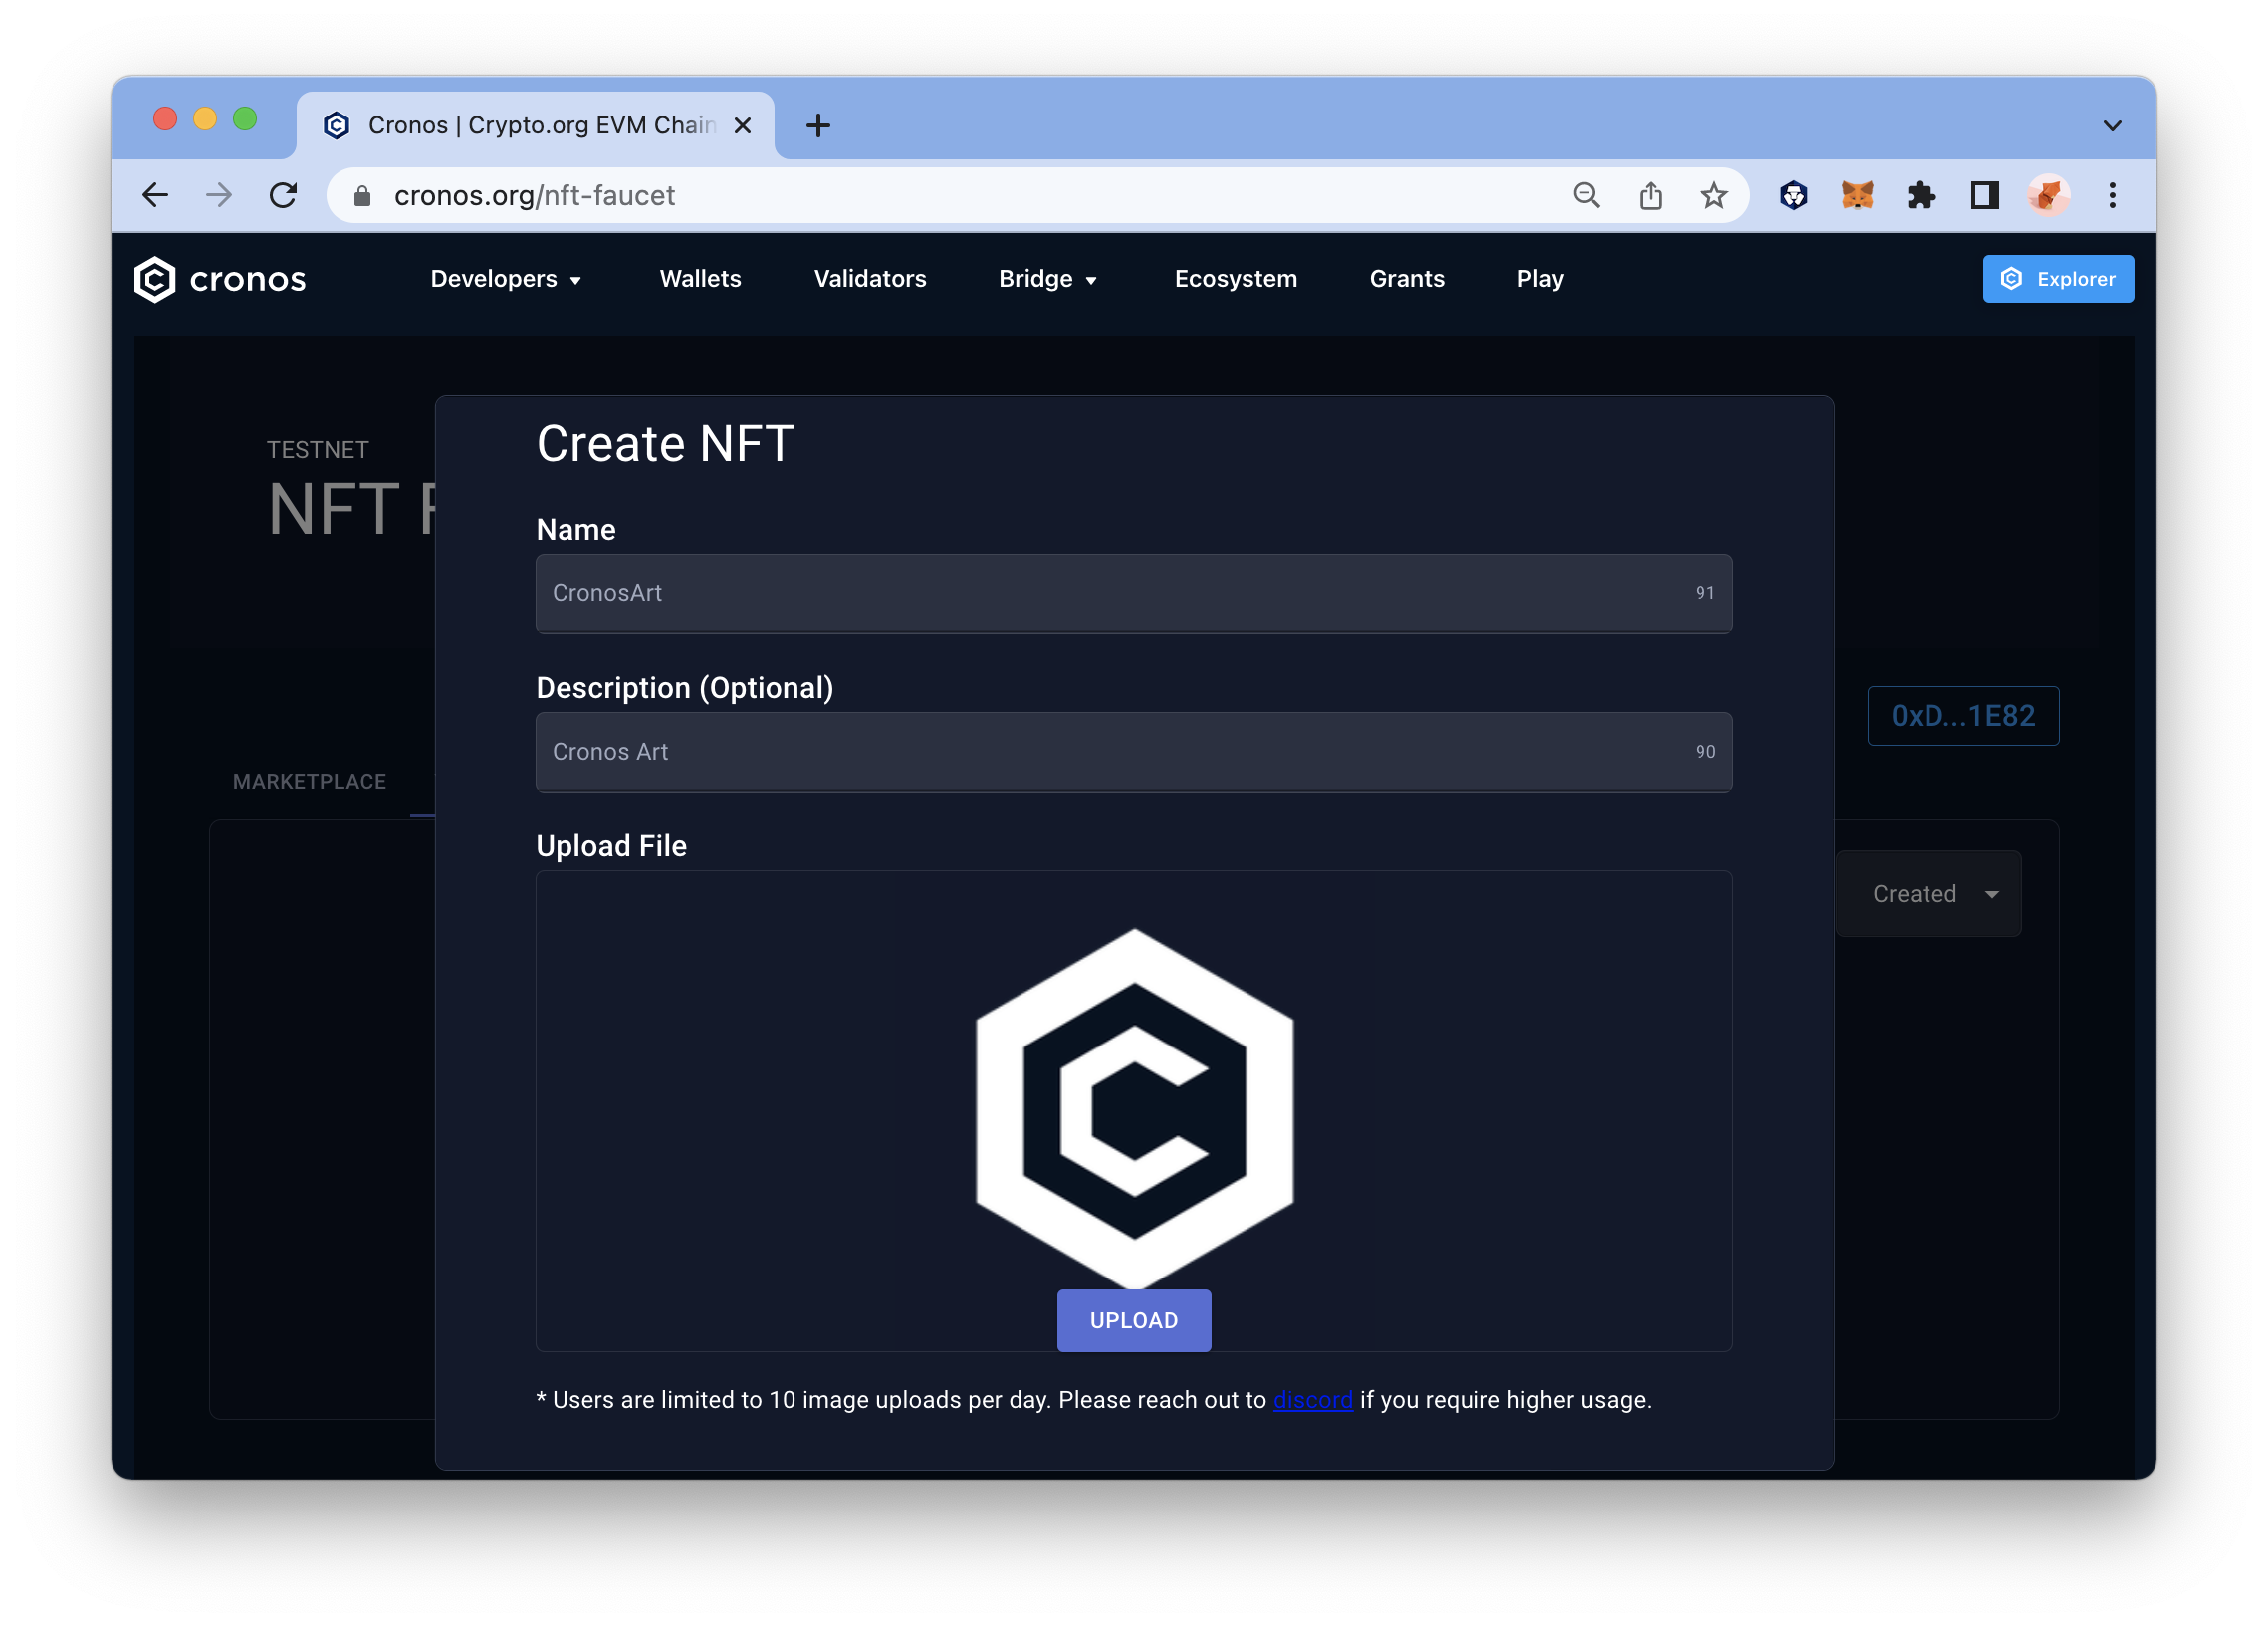 Cronos | Crypto.org EVM Chain
cronos.org/nft-faucet
cronos
Developers
Wallets
Validators
Bridge
Ecosystem
Grants
Play
Explorer
TESTNET
NFT F
Create NFT
Name
CronosArt
91
Description (Optional)
Cronos Art
90
0xD...1E82
MARKETPLACE
Upload File
Created
UPLOAD
* Users are limited to 10 image uploads per day. Please reach out to discord if you require higher usage.